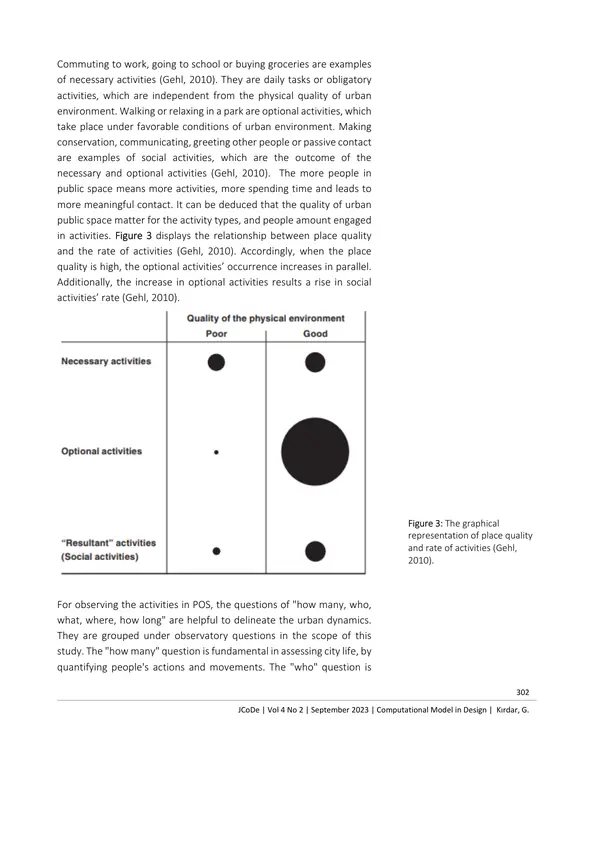 Commuting to work, going to school or buying groceries are examples
of necessary activities (Gehl, 2010). They are daily tasks or obligatory
activities, which are independent from the physical quality of urban
environment. Walking or relaxing in a park are optional activities, which
take place under favorable conditions of urban environment. Making
conservation, communicating, greeting other people or passive contact
are examples of social activities, which are the outcome of the
necessary and optional activities (Gehl, 2010). The more people in
public space means more activities, more spending time and leads to
more meaningful contact. It can be deduced that the quality of urban
public space matter for the activity types, and people amount engaged
in activities. Figure 3 displays the relationship between place quality
and the rate of activities (Gehl, 2010). Accordingly, when the place
quality is high, the optional activities’ occurrence increases in parallel.
Additionally, the increase in optional activities results a rise in social
activities’ rate (Gehl, 2010).
Quality of the physical environment
Poor Good
Necessary activities
Optional activities
"Resultant" activities
(Social activities)
Figure 3: The graphical
representation of place quality
and rate of activities (Gehl,
2010).
For observing the activities in POS, the questions of "how many, who,
what, where, how long" are helpful to delineate the urban dynamics.
They are grouped under observatory questions in the scope of this
study. The "how many" question is fundamental in assessing city life, by
quantifying people's actions and movements. The "who" question is
302
JCoDe | Vol 4 No 2 | September 2023 | Computational Model in Design | Kırdar, G.